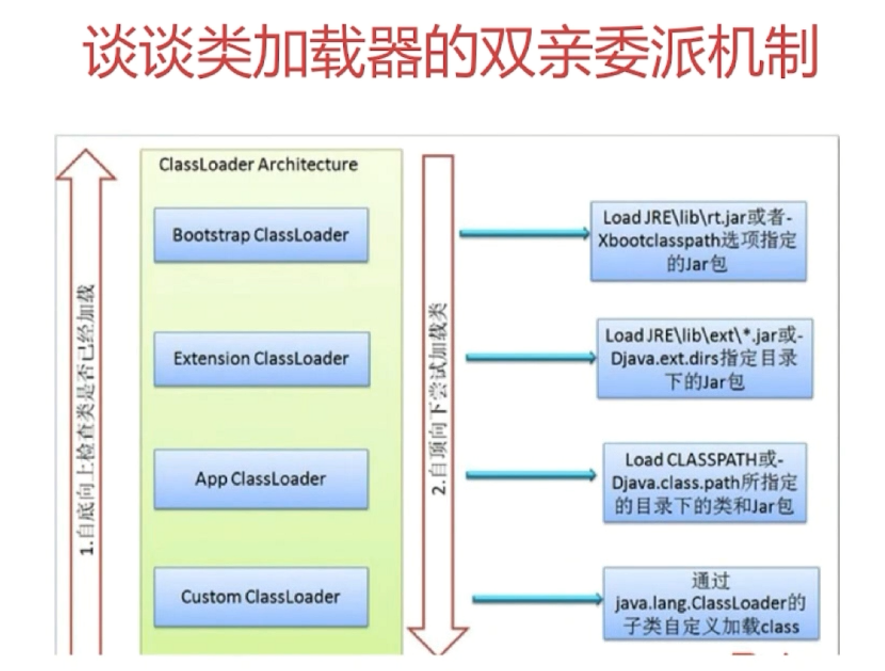 谈谈类加载器的双亲委派机制
ClassLoader Architecture
Bootstrap ClassLoader
Extension ClassLoader
App ClassLoader
Custom ClassLoader
1.自底向上检查类是否已经加载
2.自顶向下尝试加载类
Load JRE\lib\rt.jar或者-
Xbootclasspath选项指定
的Jar包
Load JRE\lib\ext\*.jar或-
Djava.ext.dirs指定目录
下的Jar包
Load CLASSPATH或-
Djava.class.path所指定
的目录下的类和Jar包
通过
java.lang.ClassLoader的
子类自定义加载class